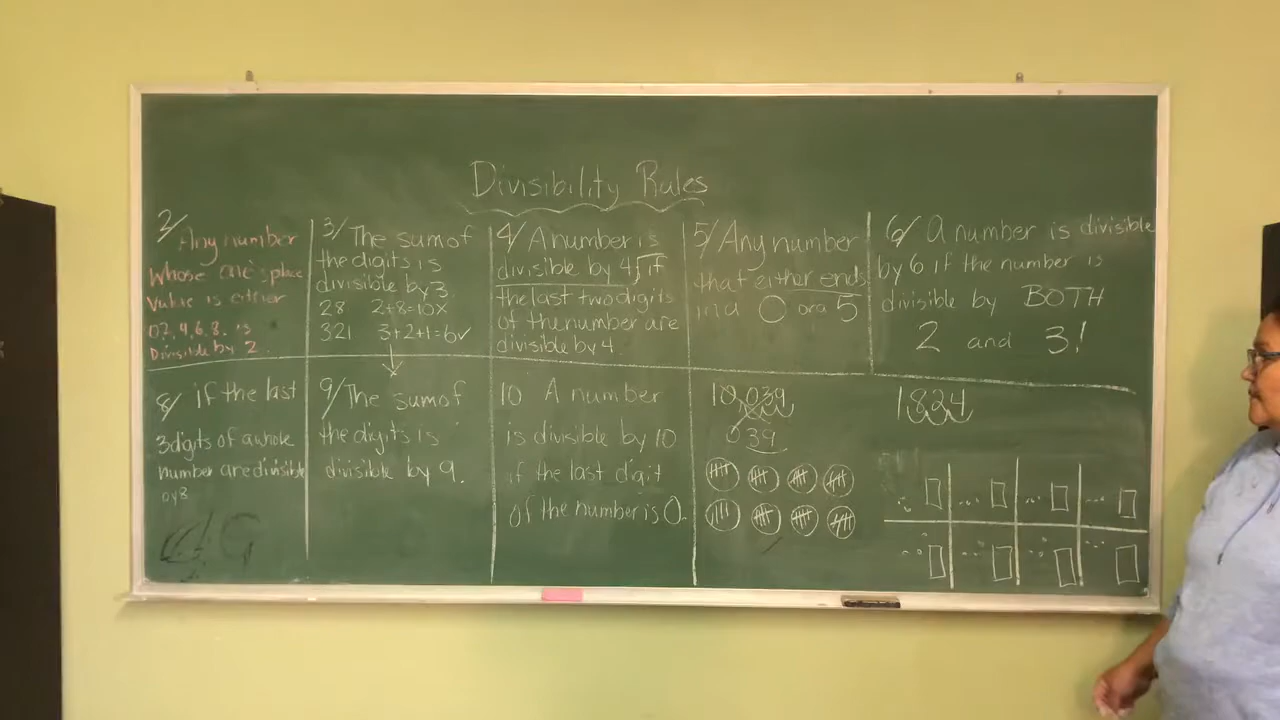 Divisibility Rules
2/ Any number
whose one's place
value is either
0,2,4,6,8. is
Divisible by 2.
3/ The sum of
the digits is
divisible by 3.
28 2+8=10x
321 3+2+1=6✓
4/ A number is
divisible by 4, if
the last two digits
of the number are
divisible by 4.
5/ Any number
that either ends
in a 0 or a 5
6/ A number is divisible
by 6 if the number is
divisible by BOTH
2 and 3!
8/ if the last
3 digits of a whole
number are divisible
by 8
9/ The sum of
the digits is
divisible by 9.
10 A number
is divisible by 10
if the last digit
of the number is 0.
10,039
039
1824